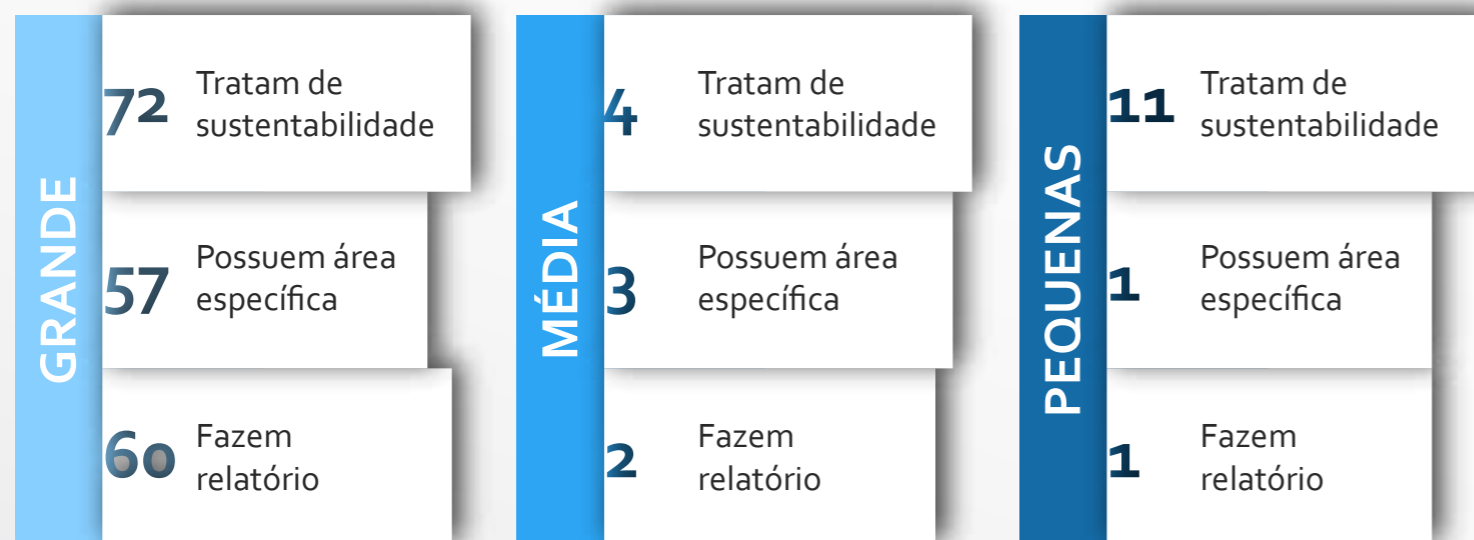 GRANDE
72
Tratam de
sustentabilidade
57
Possuem área
específica
60
Fazem
relatório
MÉDIA
4
Tratam de
sustentabilidade
3
Possuem área
específica
2
Fazem
relatório
PEQUENAS
11
Tratam de
sustentabilidade
1
Possuem área
específica
1
Fazem
relatório